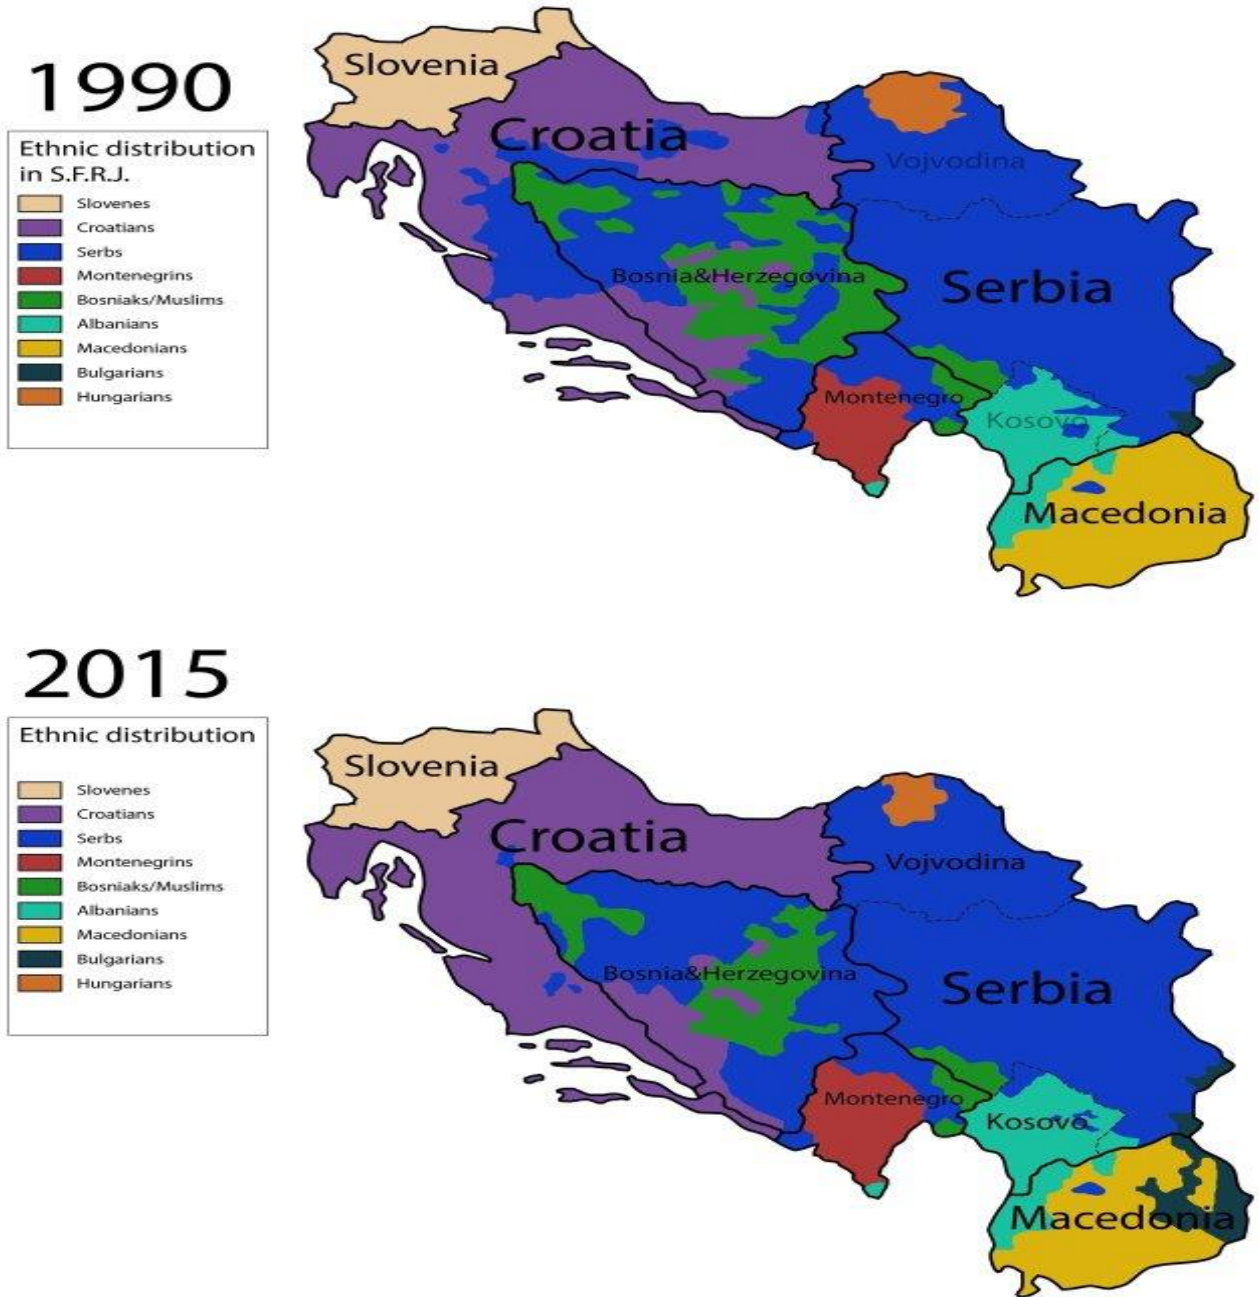 1990
Ethnic distribution
in S.F.R.J.
Slovenes
Croatians
Serbs
Montenegrins
Bosniaks/Muslims
Albanians
Macedonians
Bulgarians
Hungarians
Slovenia
Croatia
Vojvodina
Bosnia&Herzegovina
Serbia
Montenegro
Kosovo
Macedonia
2015
Ethnic distribution
Slovenes
Croatians
Serbs
Montenegrins
Bosniaks/Muslims
Albanians
Macedonians
Bulgarians
Hungarians
Slovenia
Croatia
Vojvodina
Bosnia&Herzegovina
Serbia
Montenegro
Kosovo
Macedonia